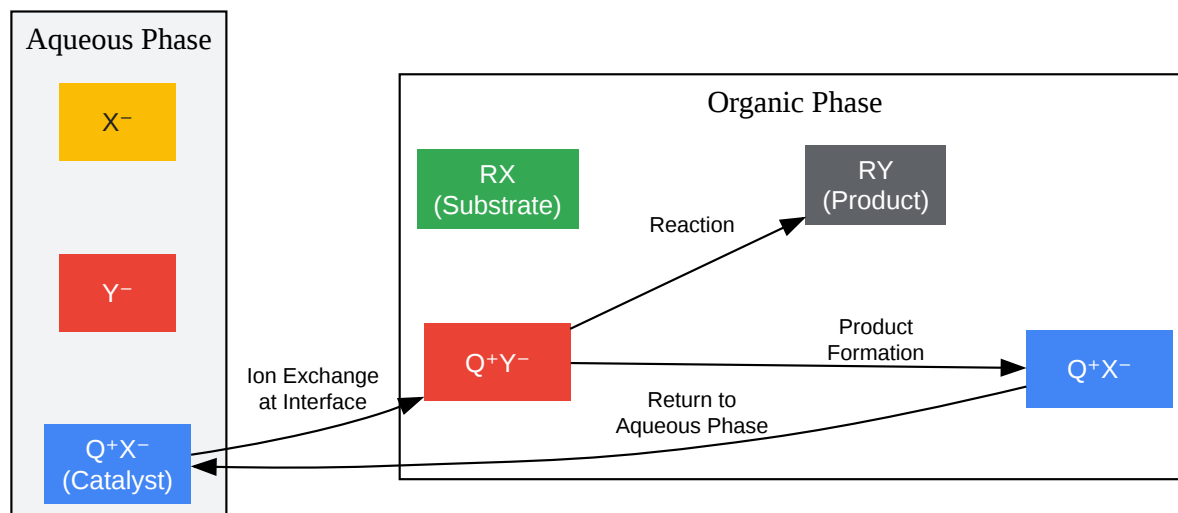 Aqueous Phase
X⁻
Y⁻
Q⁺X⁻
(Catalyst)
Ion Exchange
at Interface
Organic Phase
RX
(Substrate)
RY
(Product)
Reaction
Q⁺Y⁻
Product
Formation
Q⁺X⁻
Return to
Aqueous Phase